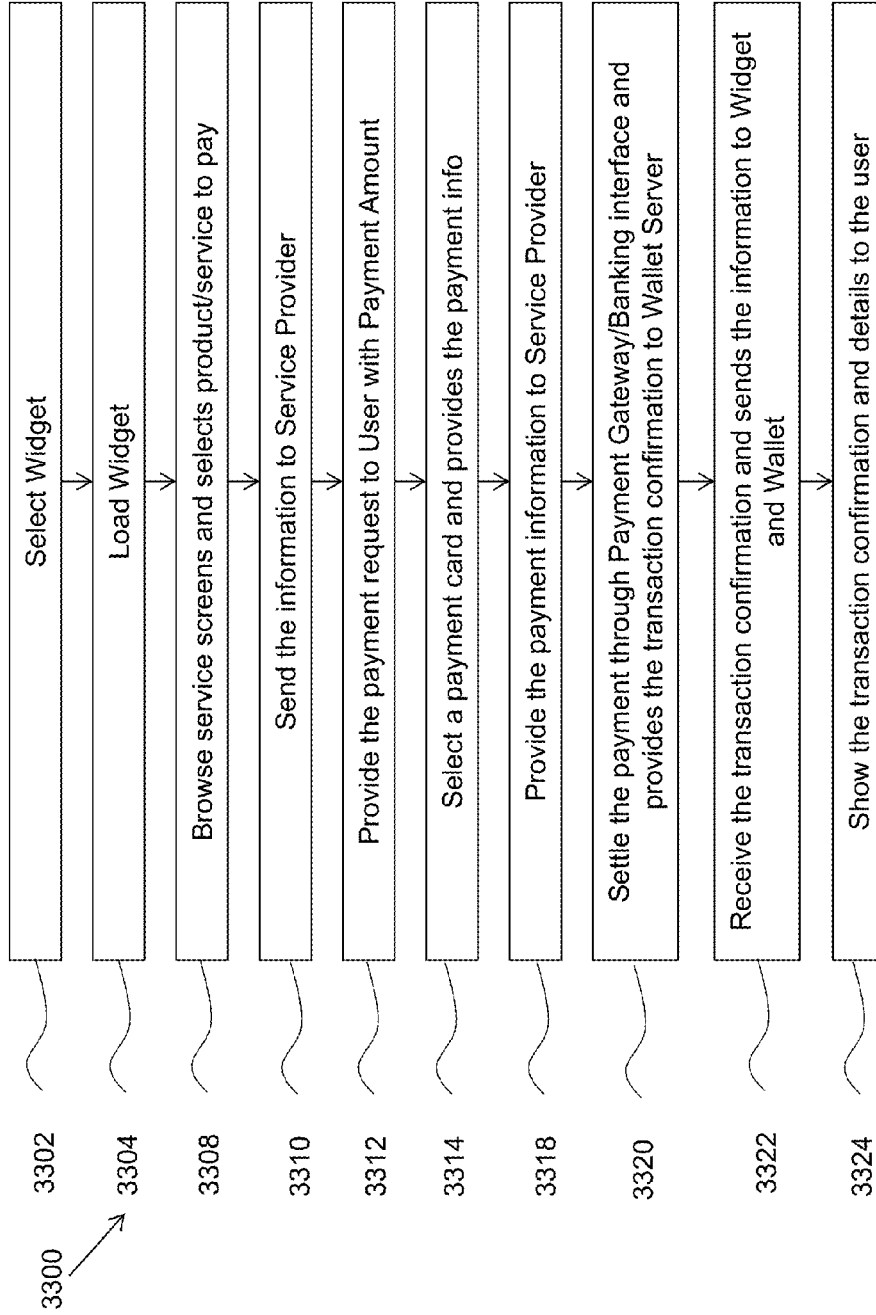 3300
3302
Select Widget
3304
Load Widget
3308
Browse service screens and selects product/service to pay
3310
Send the information to Service Provider
3312
Provide the payment request to User with Payment Amount
3314
Select a payment card and provides the payment info
3318
Provide the payment information to Service Provider
3320
Settle the payment through Payment Gateway/Banking interface and
provides the transaction confirmation to Wallet Server
3322
Receive the transaction confirmation and sends the information to Widget
and Wallet
3324
Show the transaction confirmation and details to the user